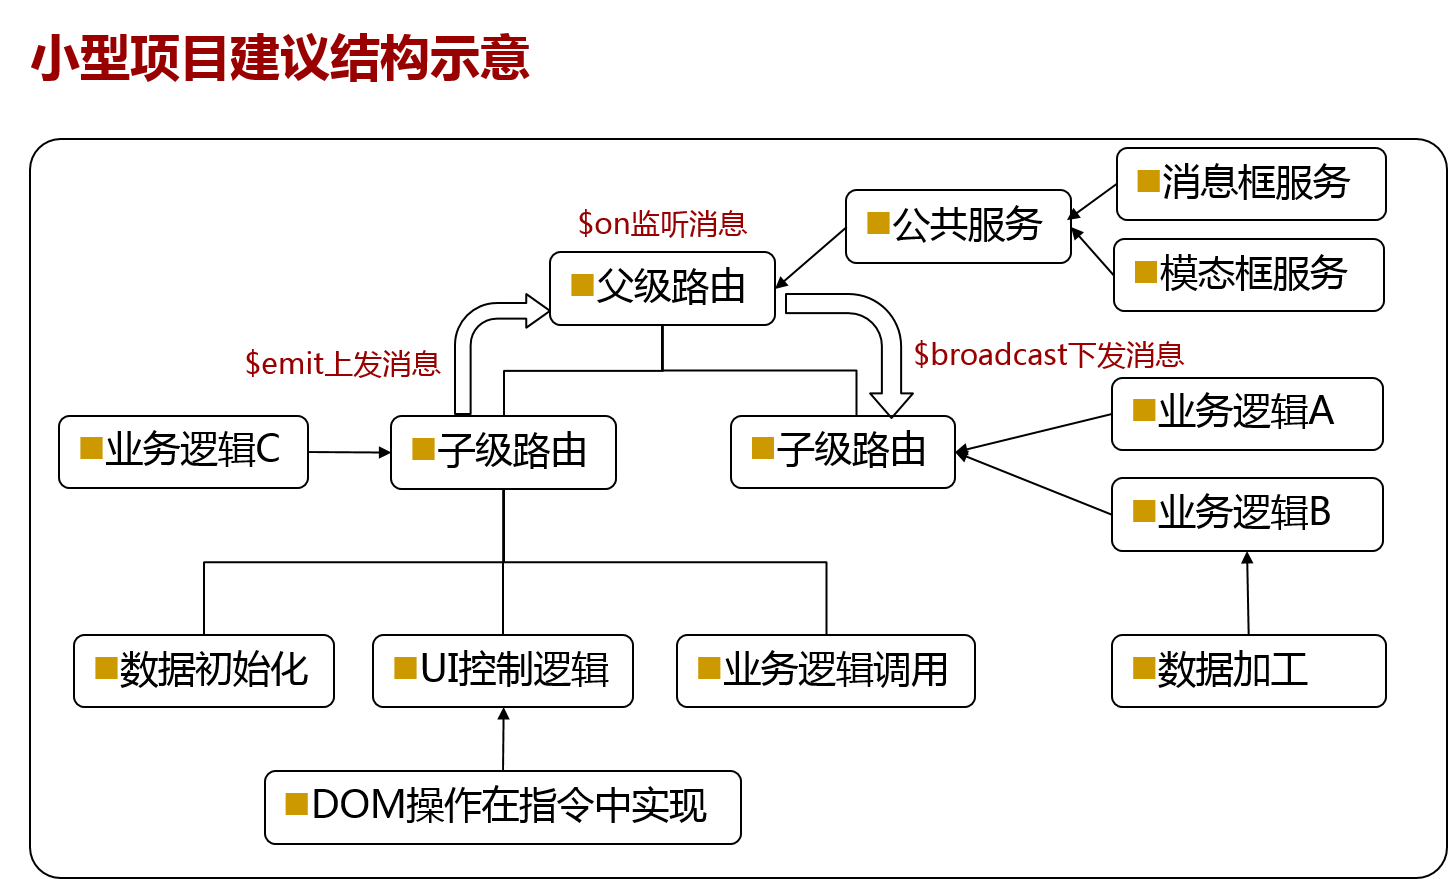 小型项目建议结构示意
消息框服务
公共服务
$on监听消息
模态框服务
父级路由
$emit上发消息
$broadcast下发消息
业务逻辑A
业务逻辑C
子级路由
子级路由
业务逻辑B
数据初始化
UI控制逻辑
业务逻辑调用
数据加工
DOM操作在指令中实现